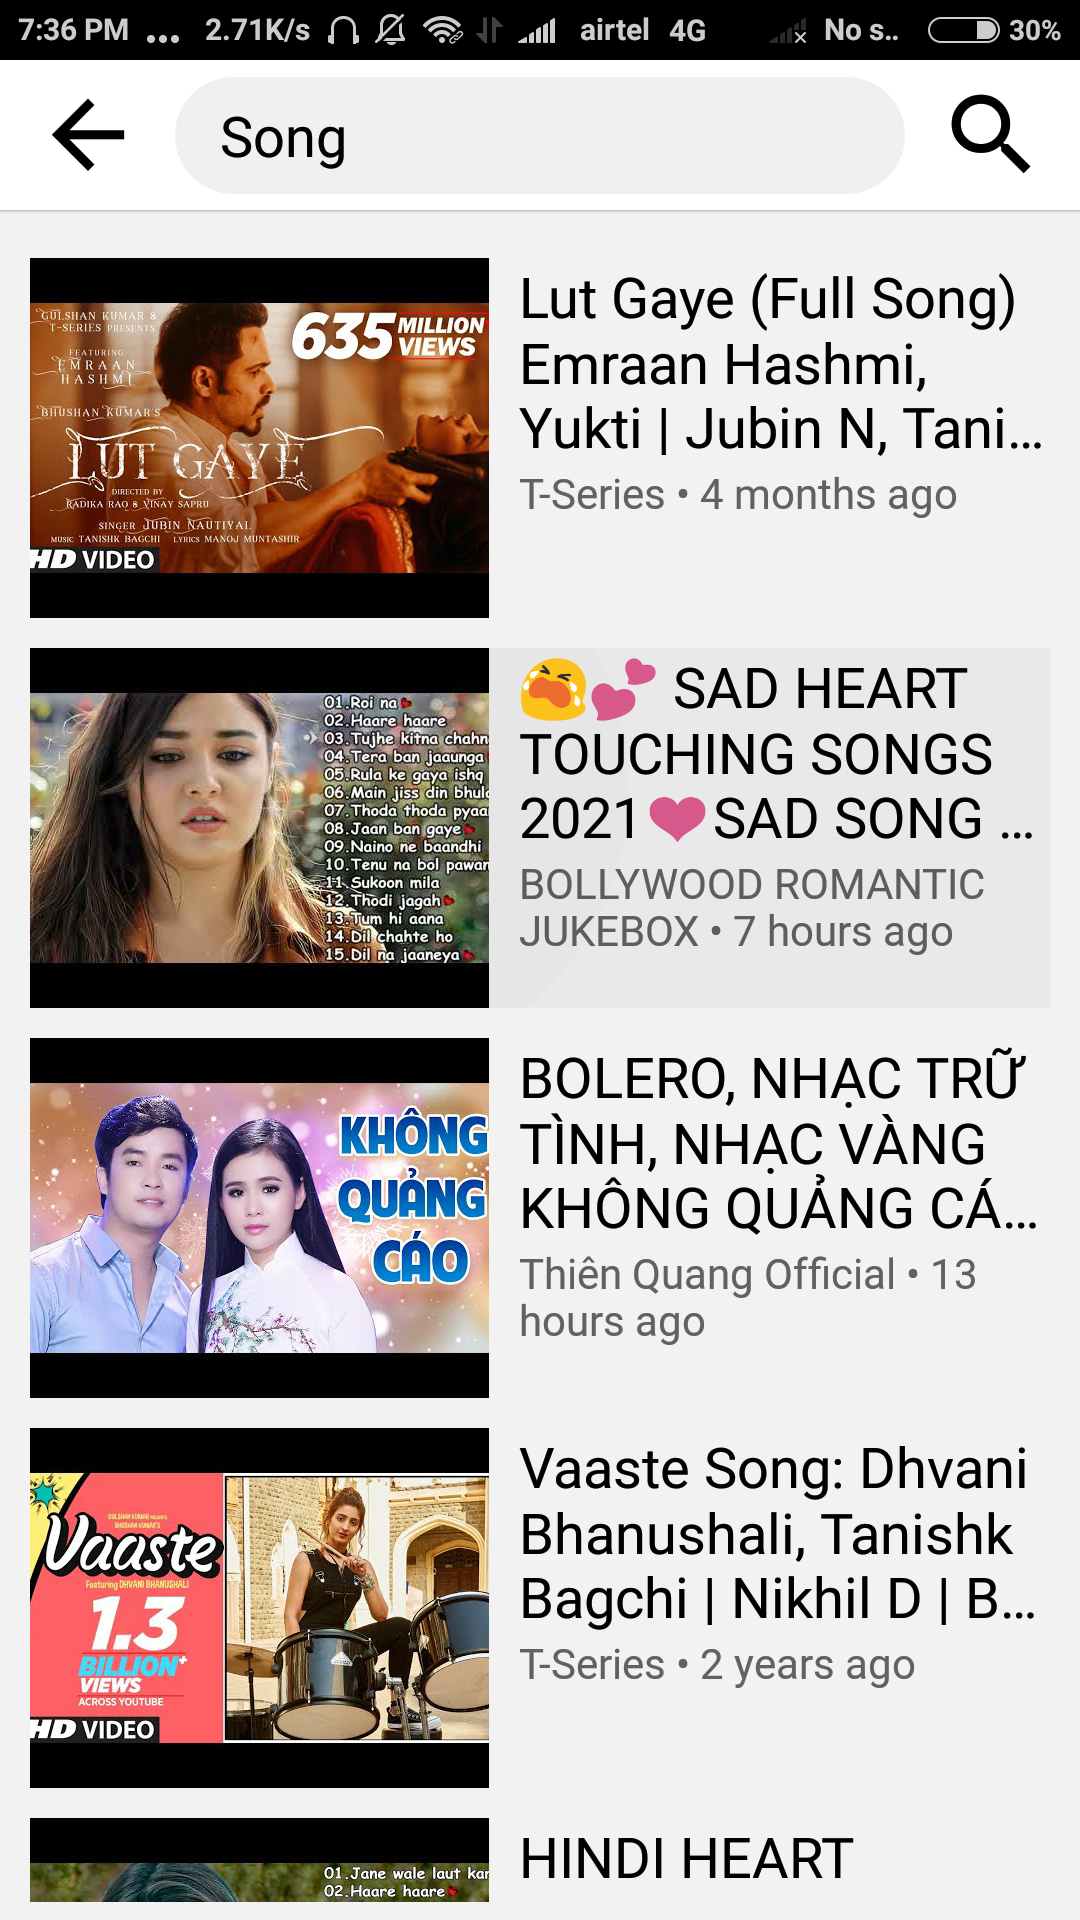 7:36 PM ... 2.71K/s airtel 4G No s.. 30%
Song
GULSHAN KUMAR &
T-SERIES PRESENTS
635 MILLION VIEWS
FEATURING
EMRAAN
HASHMI
BHUSHAN KUMAR'S
LUT GAYE
DIRECTED BY
RADIKA RAO & VINAY SAPRU
SINGER JUBIN NAUTIYAL
MUSIC TANISHK BAGCHI LYRICS MANOJ MUNTASHIR
HD VIDEO
Lut Gaye (Full Song)
Emraan Hashmi,
Yukti | Jubin N, Tani...
T-Series • 4 months ago
01.Roi na
02.Haare haare
03.Tujhe kitna chahn
04.Tera ban jaaunga
05.Rula ke gaya ishq
06.Main jiss din bhula
07.Thoda thoda pyaa
08.Jaan ban gaye
09.Naino ne baandhi
10.Tenu na bol pawan
11.Sukoon mila
12.Thodi jagah
13.Tum hi aana
14.Dil chahte ho
15.Dil na jaaneya
😭💕 SAD HEART
TOUCHING SONGS
2021❤SAD SONG ...
BOLLYWOOD ROMANTIC
JUKEBOX • 7 hours ago
KHÔNG
QUẢNG
CÁO
BOLERO, NHẠC TRỮ
TÌNH, NHẠC VÀNG
KHÔNG QUẢNG CÁ...
Thiên Quang Official • 13
hours ago
GULSHAN KUMAR PRESENTS
BHUSHAN KUMAR'S
Vaaste
Featuring DHVANI BHANUSHALI
1.3
BILLION+
VIEWS
ACROSS YOUTUBE
HD VIDEO
Vaaste Song: Dhvani
Bhanushali, Tanishk
Bagchi | Nikhil D | B...
T-Series • 2 years ago
01.Jane wale laut kar
02.Haare haare
HINDI HEART